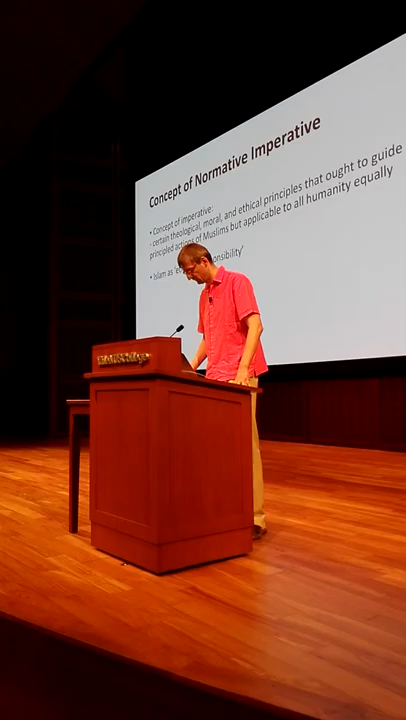 Concept of Normative Imperative
• Concept of imperative:
- certain theological, moral, and ethical principles that ought to guide
principled actions of Muslims but applicable to all humanity equally
• Islam as